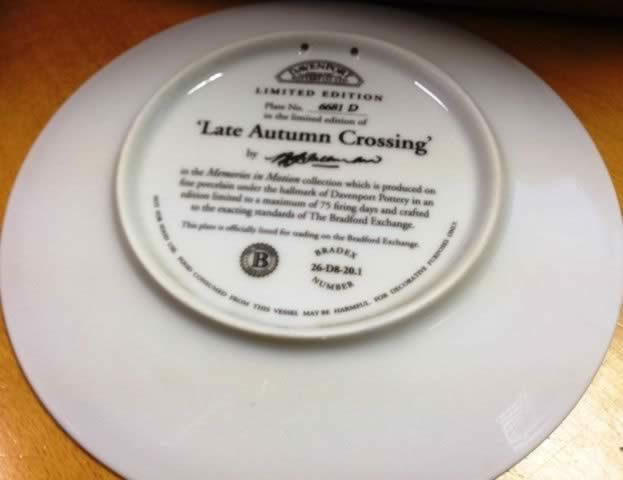 DAVENPORT
LIMITED EDITION
Plate No. 6681 D
in the limited edition of
'Late Autumn Crossing'
by
in the Memories in Motion collection which is produced on
fine porcelain under the hallmark of Davenport Pottery in an
edition limited to a maximum of 75 firing days and crafted
to the exacting standards of The Bradford Exchange.
This plate is officially listed for trading on the Bradford Exchange.
B
BRADEX
26-D8-20.1
NUMBER
NOT FOR FOOD USE. FOOD CONSUMED FROM THIS VESSEL MAY BE HARMFUL. FOR DECORATIVE PURPOSES ONLY.